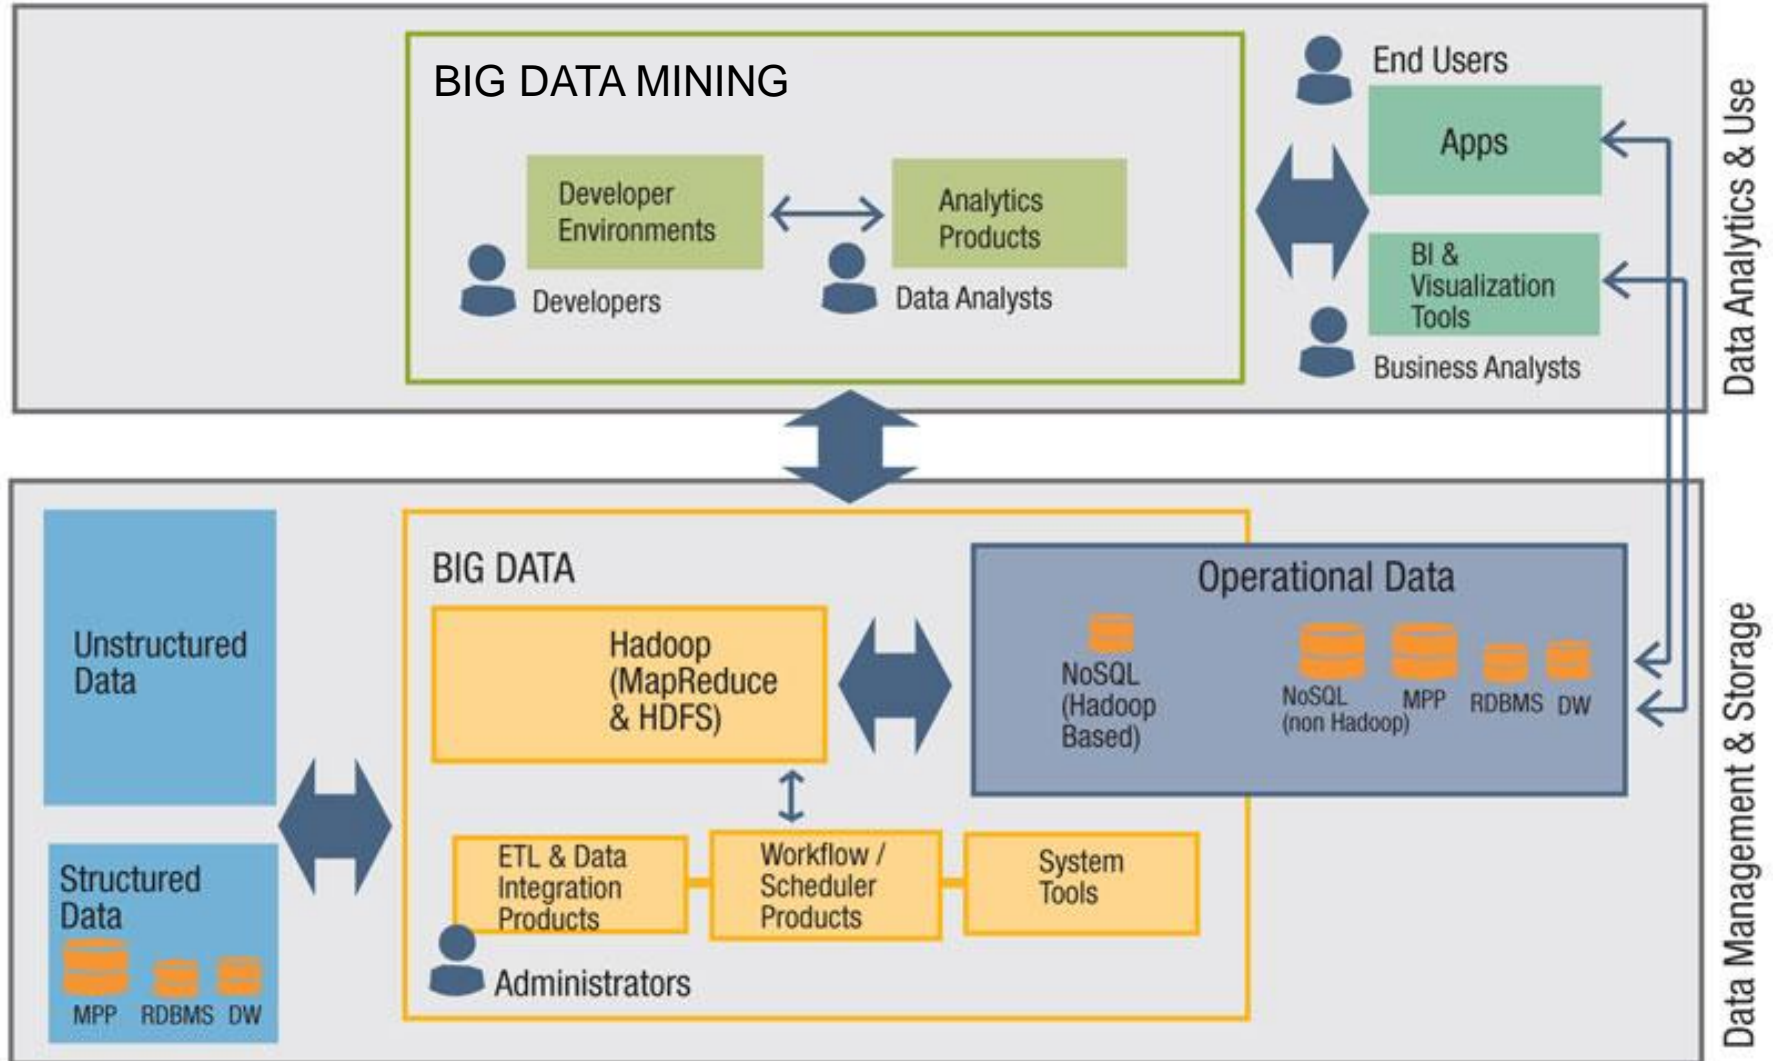 BIG DATA MINING
Developer
Environments
Developers
Analytics
Products
Data Analysts
End Users
Apps
BI &
Visualization
Tools
Business Analysts
Data Analytics & Use
Unstructured
Data
Structured
Data
MPP
RDBMS
DW
BIG DATA
Hadoop
(MapReduce
& HDFS)
ETL & Data
Integration
Products
Workflow /
Scheduler
Products
System
Tools
Administrators
Operational Data
NoSQL
(Hadoop
Based)
NoSQL
(non Hadoop)
MPP
RDBMS
DW
Data Management & Storage